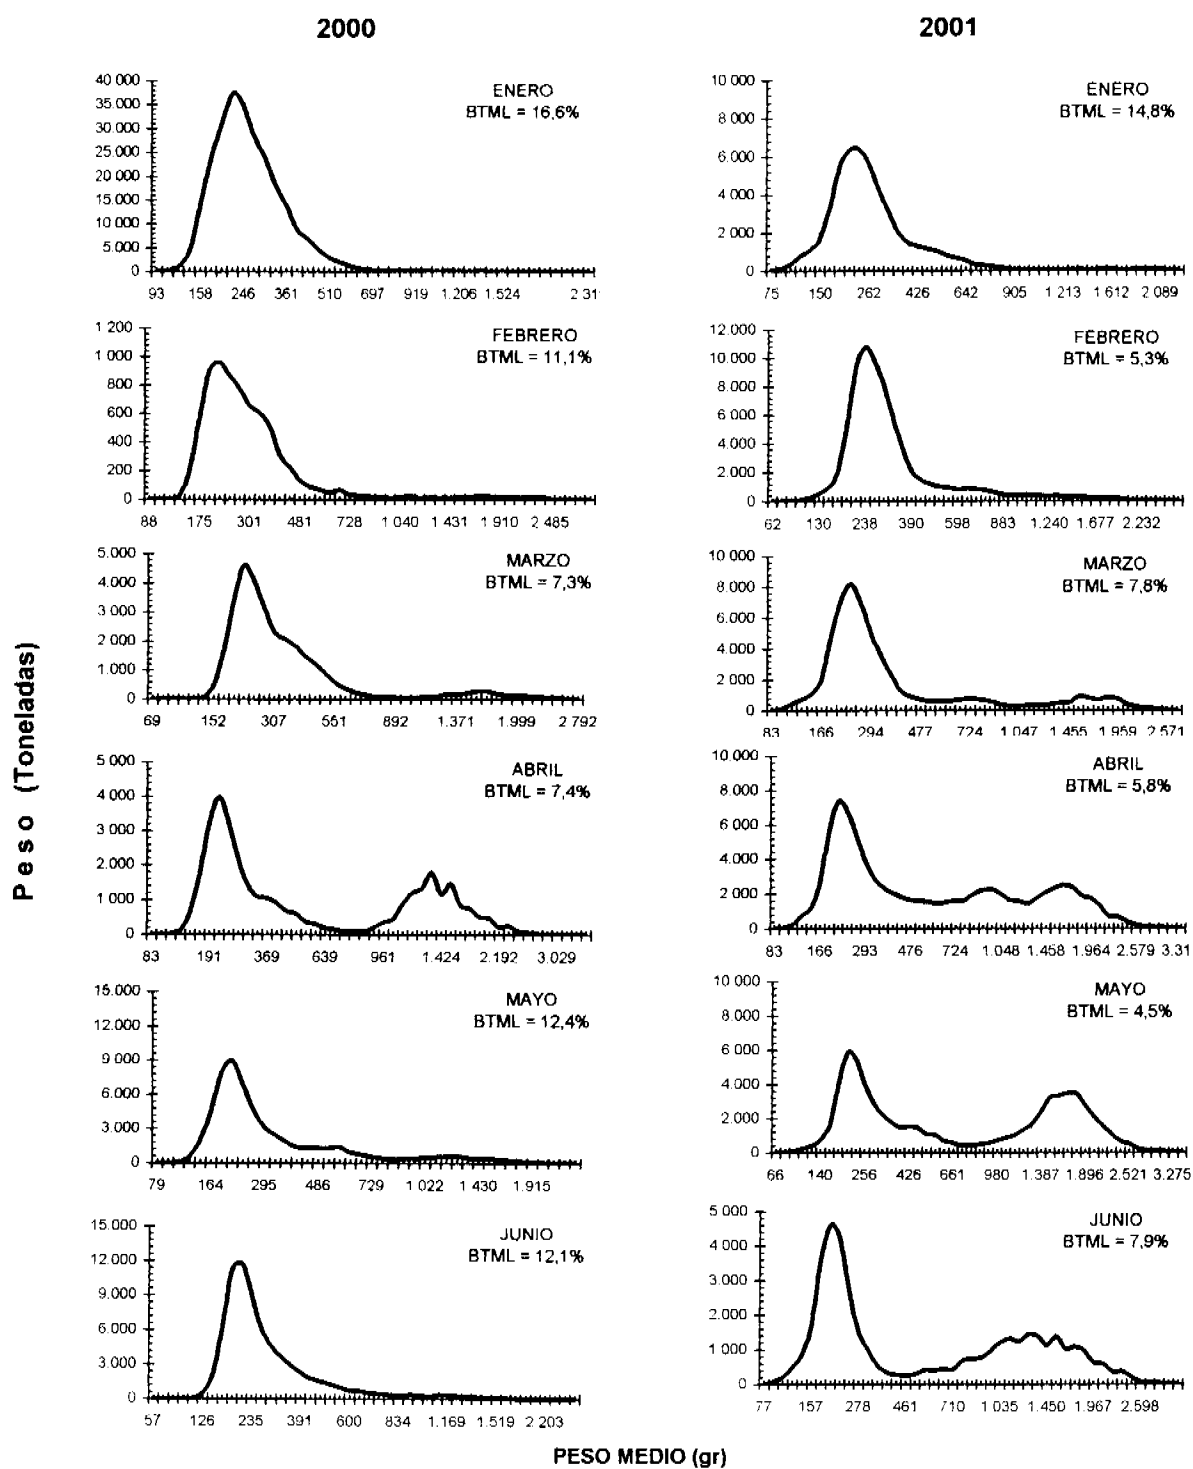 2000
2001
ENERO
BTML = 16,6%
40 000
35.000
30 000
25.000
20 000
15 000
10 000
5.000
0
93 158 246 361 510 697 919 1.206 1.524 2 31
ENERO
BTML = 14,8%
10 000
8 000
6 000
4 000
2 000
0
75 150 262 426 642 905 1 213 1 612 2 089
FEBRERO
BTML = 11,1%
1 200
1 000
800
600
400
200
0
88 175 301 481 728 1 040 1 431 1 910 2 485
FEBRERO
BTML = 5,3%
12.000
10.000
8 000
6 000
4 000
2.000
0
62 130 238 390 598 883 1.240 1.677 2.232
MARZO
BTML = 7,3%
5.000
4 000
3 000
2 000
1.000
0
69 152 307 551 892 1.371 1.999 2.792
MARZO
BTML = 7,8%
10 000
8 000
6 000
4 000
2 000
0
83 166 294 477 724 1 047 1 455 1 959 2 571
Peso (Toneladas)
ABRIL
BTML = 7,4%
5 000
4 000
3 000
2 000
1 000
0
83 191 369 639 961 1.424 2.192 3.029
ABRIL
BTML = 5,8%
10.000
8 000
6 000
4.000
2 000
0
83 166 293 476 724 1.048 1.458 1.964 2.579 3.31
MAYO
BTML = 12,4%
15.000
12.000
9 000
6.000
3.000
0
79 164 295 486 729 1 022 1 430 1.915
MAYO
BTML = 4,5%
10 000
8 000
6 000
4.000
2.000
0
66 140 256 426 661 980 1.387 1.896 2.521 3.275
JUNIO
BTML = 12,1%
15.000
12.000
9.000
6.000
3.000
0
57 126 235 391 600 834 1.169 1.519 2 203
JUNIO
BTML = 7,9%
5 000
4 000
3 000
2 000
1 000
0
77 157 278 461 710 1 035 1.450 1.967 2.598
PESO MEDIO (gr)